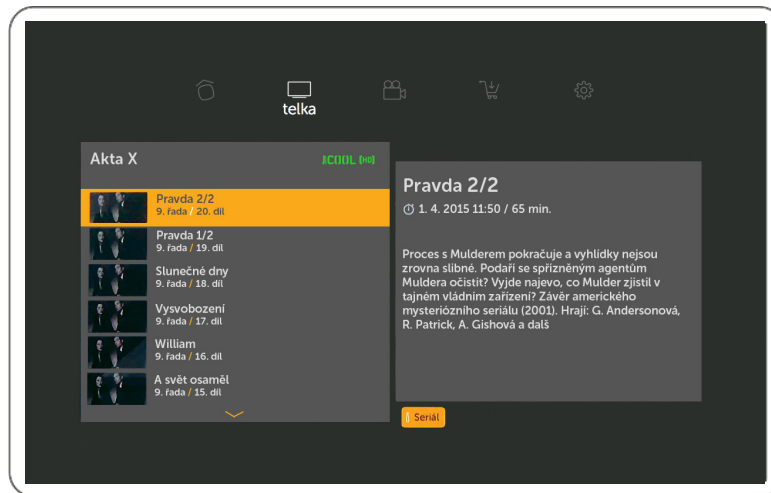 telka
Akta X
JCOOL (HD)
Pravda 2/2
9. řada / 20. díl
Pravda 1/2
9. řada / 19. díl
Slunečné dny
9. řada / 18. díl
Vysvobození
9. řada / 17. díl
William
9. řada / 16. díl
A svět osaměl
9. řada / 15. díl
Pravda 2/2
1. 4. 2015 11:50 / 65 min.
Proces s Mulderem pokračuje a vyhlídky nejsou
zrovna slibné. Podaří se spřizněným agentům
Muldera očistit? Vyjde najevo, co Mulder zjistil v
tajném vládním zařízení? Závěr amerického
mysteriózního seriálu (2001). Hrají: G. Andersonová,
R. Patrick, A. Gishová a dalš
Seriál